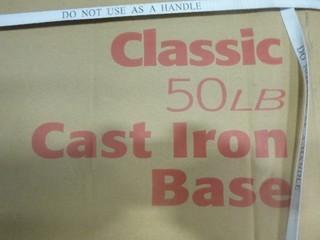 DO NOT USE AS A HANDLE
Classic
50LB
Cast Iron
Base